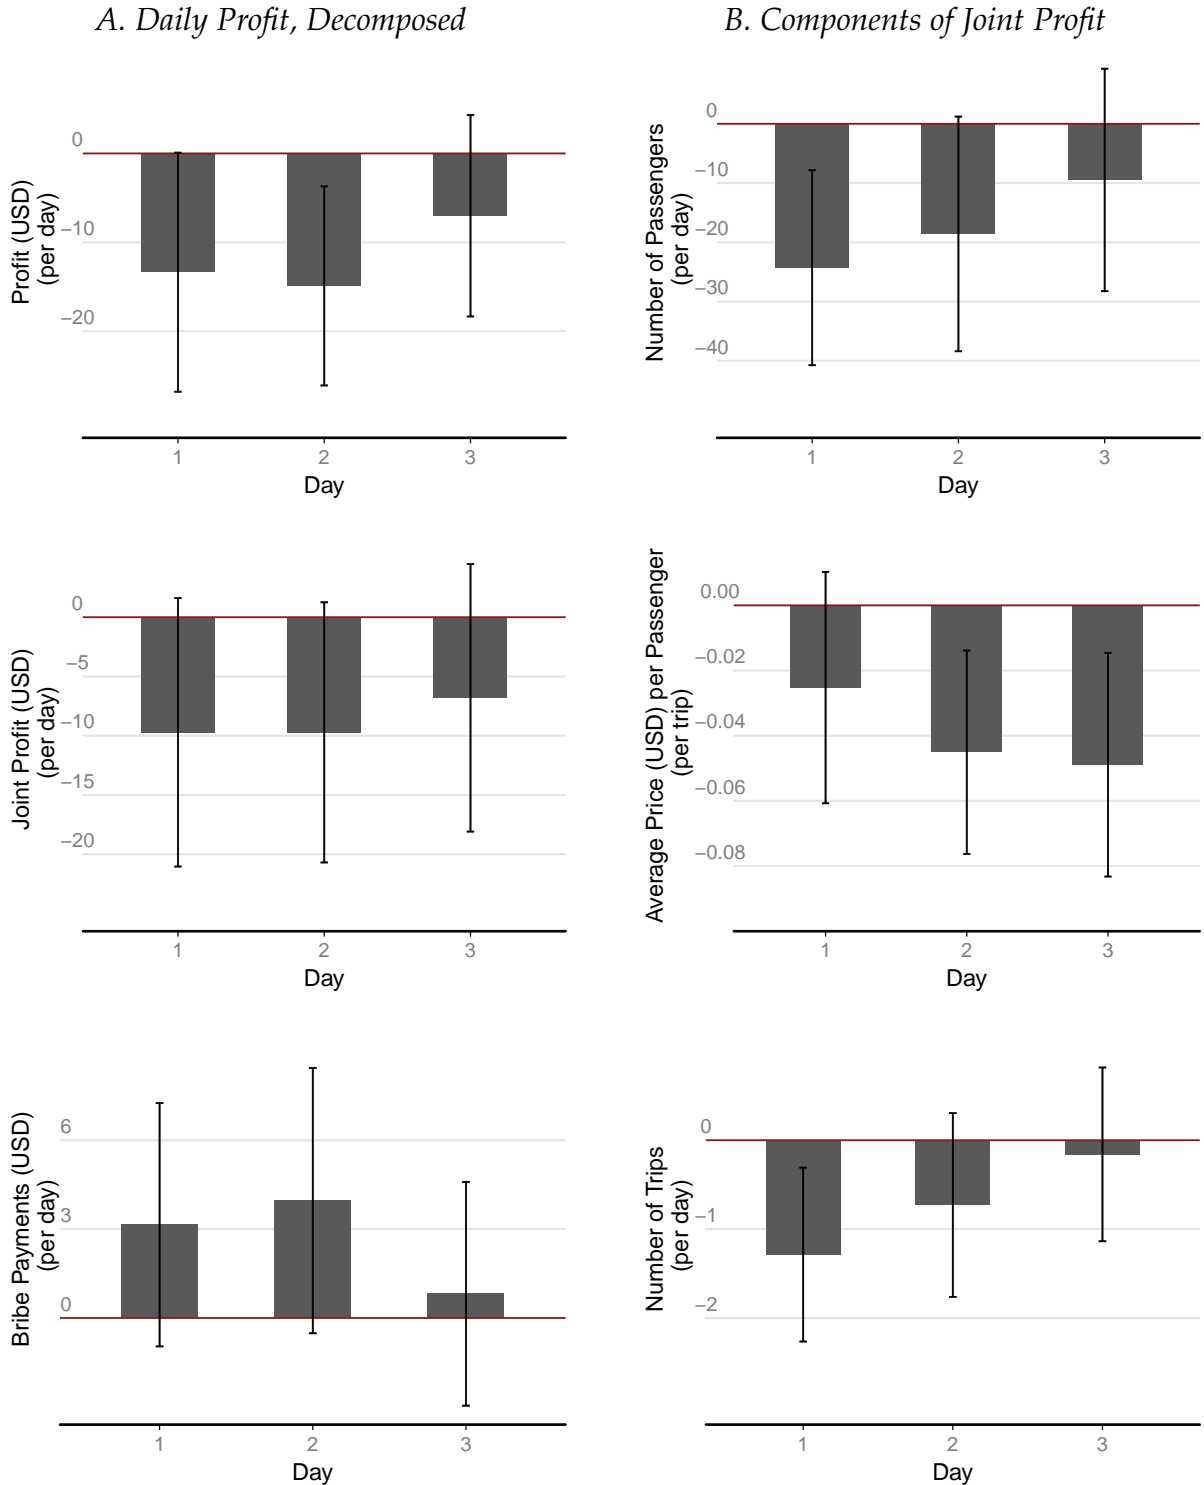 A. Daily Profit, Decomposed
B. Components of Joint Profit
Profit (USD)
(per day)
0
−10
−20
1 2 3
Day
Number of Passengers
(per day)
0
−10
−20
−30
−40
1 2 3
Day
Joint Profit (USD)
(per day)
0
−5
−10
−15
−20
1 2 3
Day
Average Price (USD) per Passenger
(per trip)
0.00
−0.02
−0.04
−0.06
−0.08
1 2 3
Day
Bribe Payments (USD)
(per day)
6
3
0
1 2 3
Day
Number of Trips
(per day)
0
−1
−2
1 2 3
Day